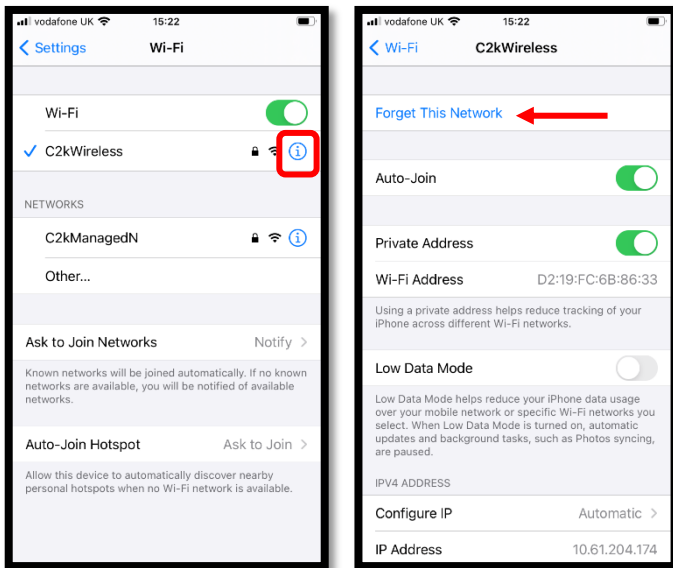 vodafone UK 15:22
Settings Wi-Fi
Wi-Fi
C2kWireless
NETWORKS
C2kManagedN
Other...
Ask to Join Networks Notify
Known networks will be joined automatically. If no known
networks are available, you will be notified of available
networks.
Auto-Join Hotspot Ask to Join
Allow this device to automatically discover nearby
personal hotspots when no Wi-Fi network is available.
vodafone UK 15:22
Wi-Fi C2kWireless
Forget This Network
Auto-Join
Private Address
Wi-Fi Address D2:19:FC:6B:86:33
Using a private address helps reduce tracking of your
iPhone across different Wi-Fi networks.
Low Data Mode
Low Data Mode helps reduce your iPhone data usage
over your mobile network or specific Wi-Fi networks you
select. When Low Data Mode is turned on, automatic
updates and background tasks, such as Photos syncing,
are paused.
IPV4 ADDRESS
Configure IP Automatic
IP Address 10.61.204.174